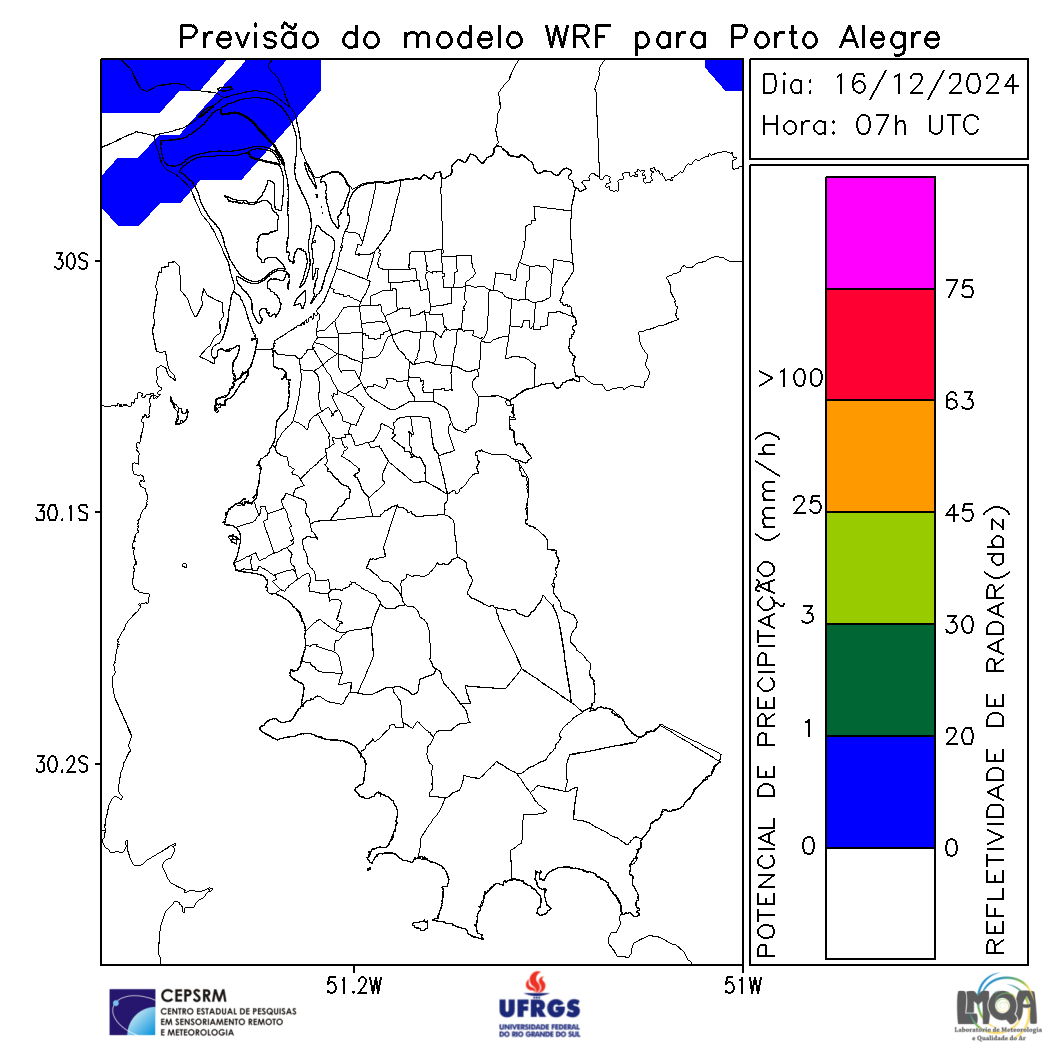 Previsão do modelo WRF para Porto Alegre
Dia: 16/12/2024
Hora: 07h UTC
30S
30.1S
30.2S
51.2W
51W
POTENCIAL DE PRECIPITAÇÃO (mm/h)
>100
25
3
1
0
75
63
45
30
20
0
REFLETIVIDADE DE RADAR(dbz)
CEPSRM
CENTRO ESTADUAL DE PESQUISAS
EM SENSORIAMENTO REMOTO
E METEOROLOGIA
UFRGS
UNIVERSIDADE FEDERAL
DO RIO GRANDE DO SUL
LMQA
Laboratório de Meteorologia
e Qualidade do Ar